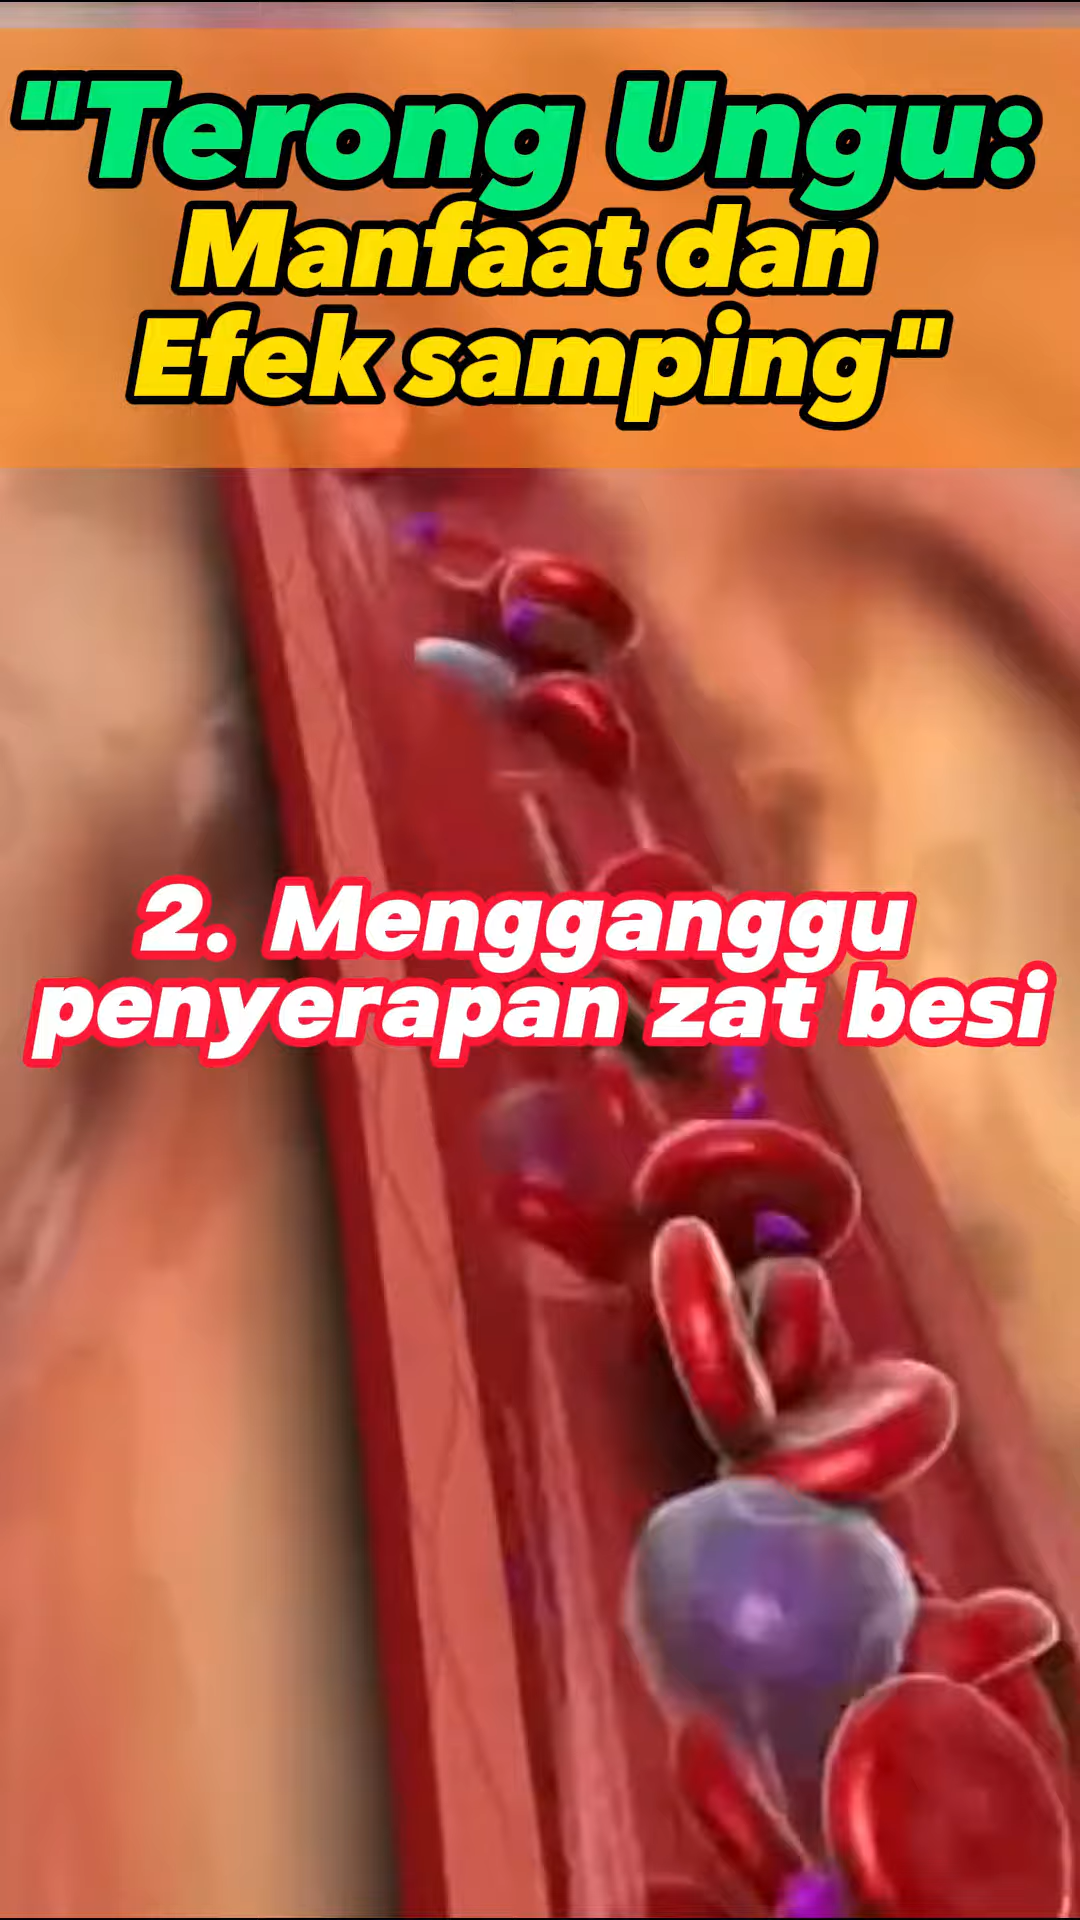 "Terong Ungu:
Manfaat dan
Efek samping"
2. Mengganggu
penyerapan zat besi